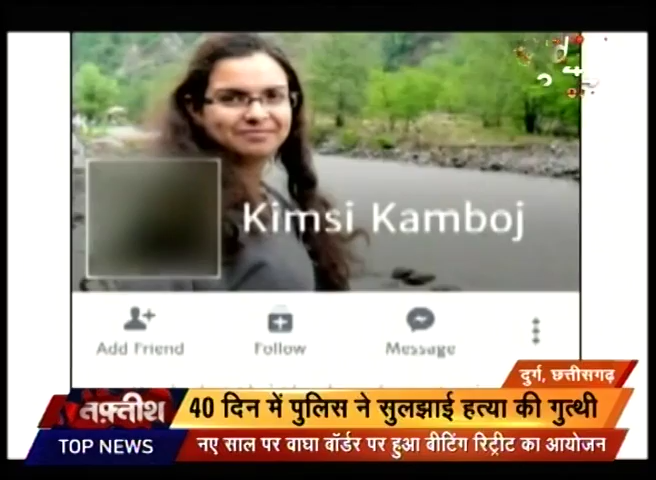 24
Kimsi Kamboj
Add Friend
Follow
Message
दुर्ग, छत्तीसगढ़
तफ़्तीश
40 दिन में पुलिस ने सुलझाई हत्या की गुत्थी
TOP NEWS
नए साल पर वाघा बॉर्डर पर हुआ बीटिंग रिट्रीट का आयोजन